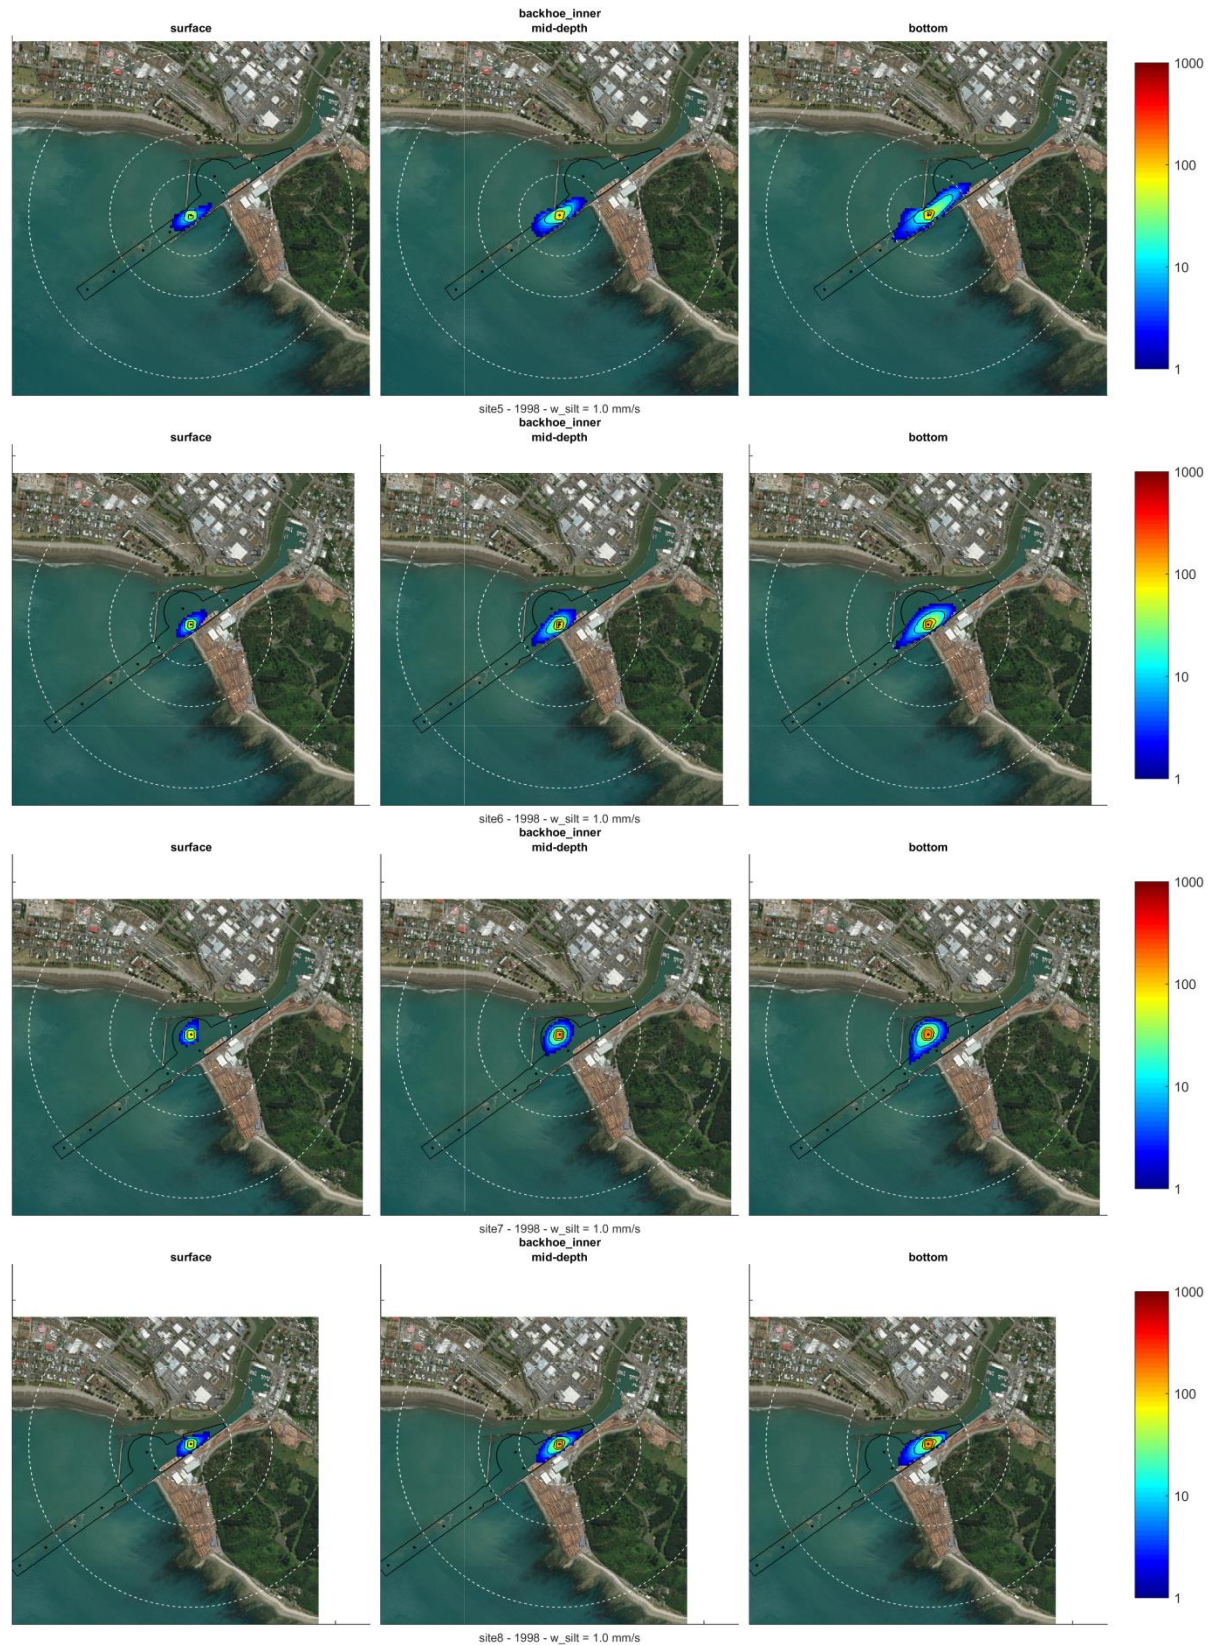 backhoe_inner
surface mid-depth bottom
1000
100
10
1
site5 - 1998 - w_silt = 1.0 mm/s
backhoe_inner
surface mid-depth bottom
1000
100
10
1
site6 - 1998 - w_silt = 1.0 mm/s
backhoe_inner
surface mid-depth bottom
1000
100
10
1
site7 - 1998 - w_silt = 1.0 mm/s
backhoe_inner
surface mid-depth bottom
1000
100
10
1
site8 - 1998 - w_silt = 1.0 mm/s